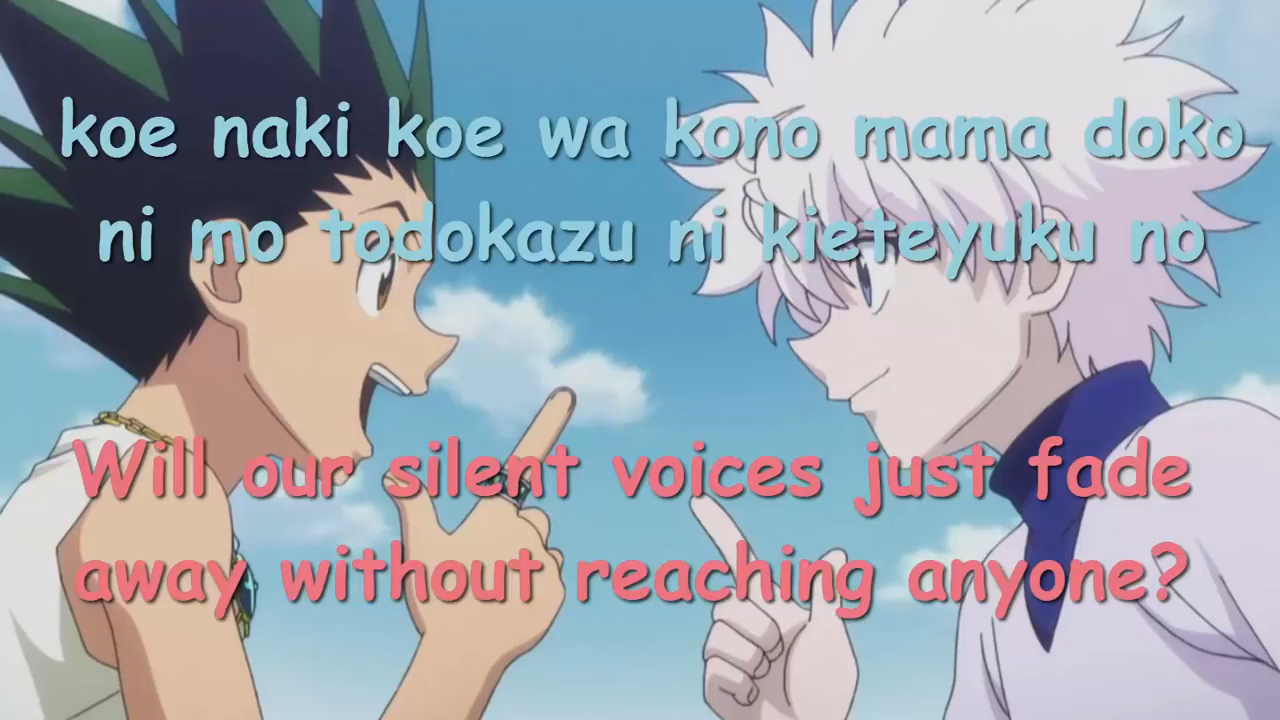 koe naki koe wa kono mama doko
ni mo todokazu ni kieteyuku no
Will our silent voices just fade
away without reaching anyone?